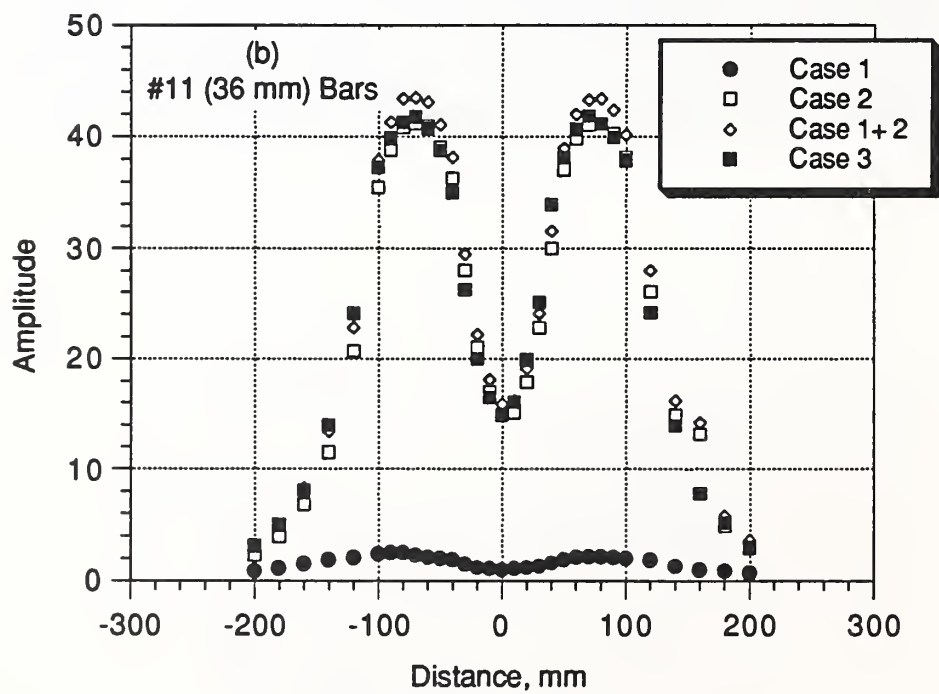 (b)
#11 (36 mm) Bars
Case 1
Case 2
Case 1+2
Case 3
Amplitude
50
40
30
20
10
0
-300
-200
-100
0
100
200
300
Distance, mm